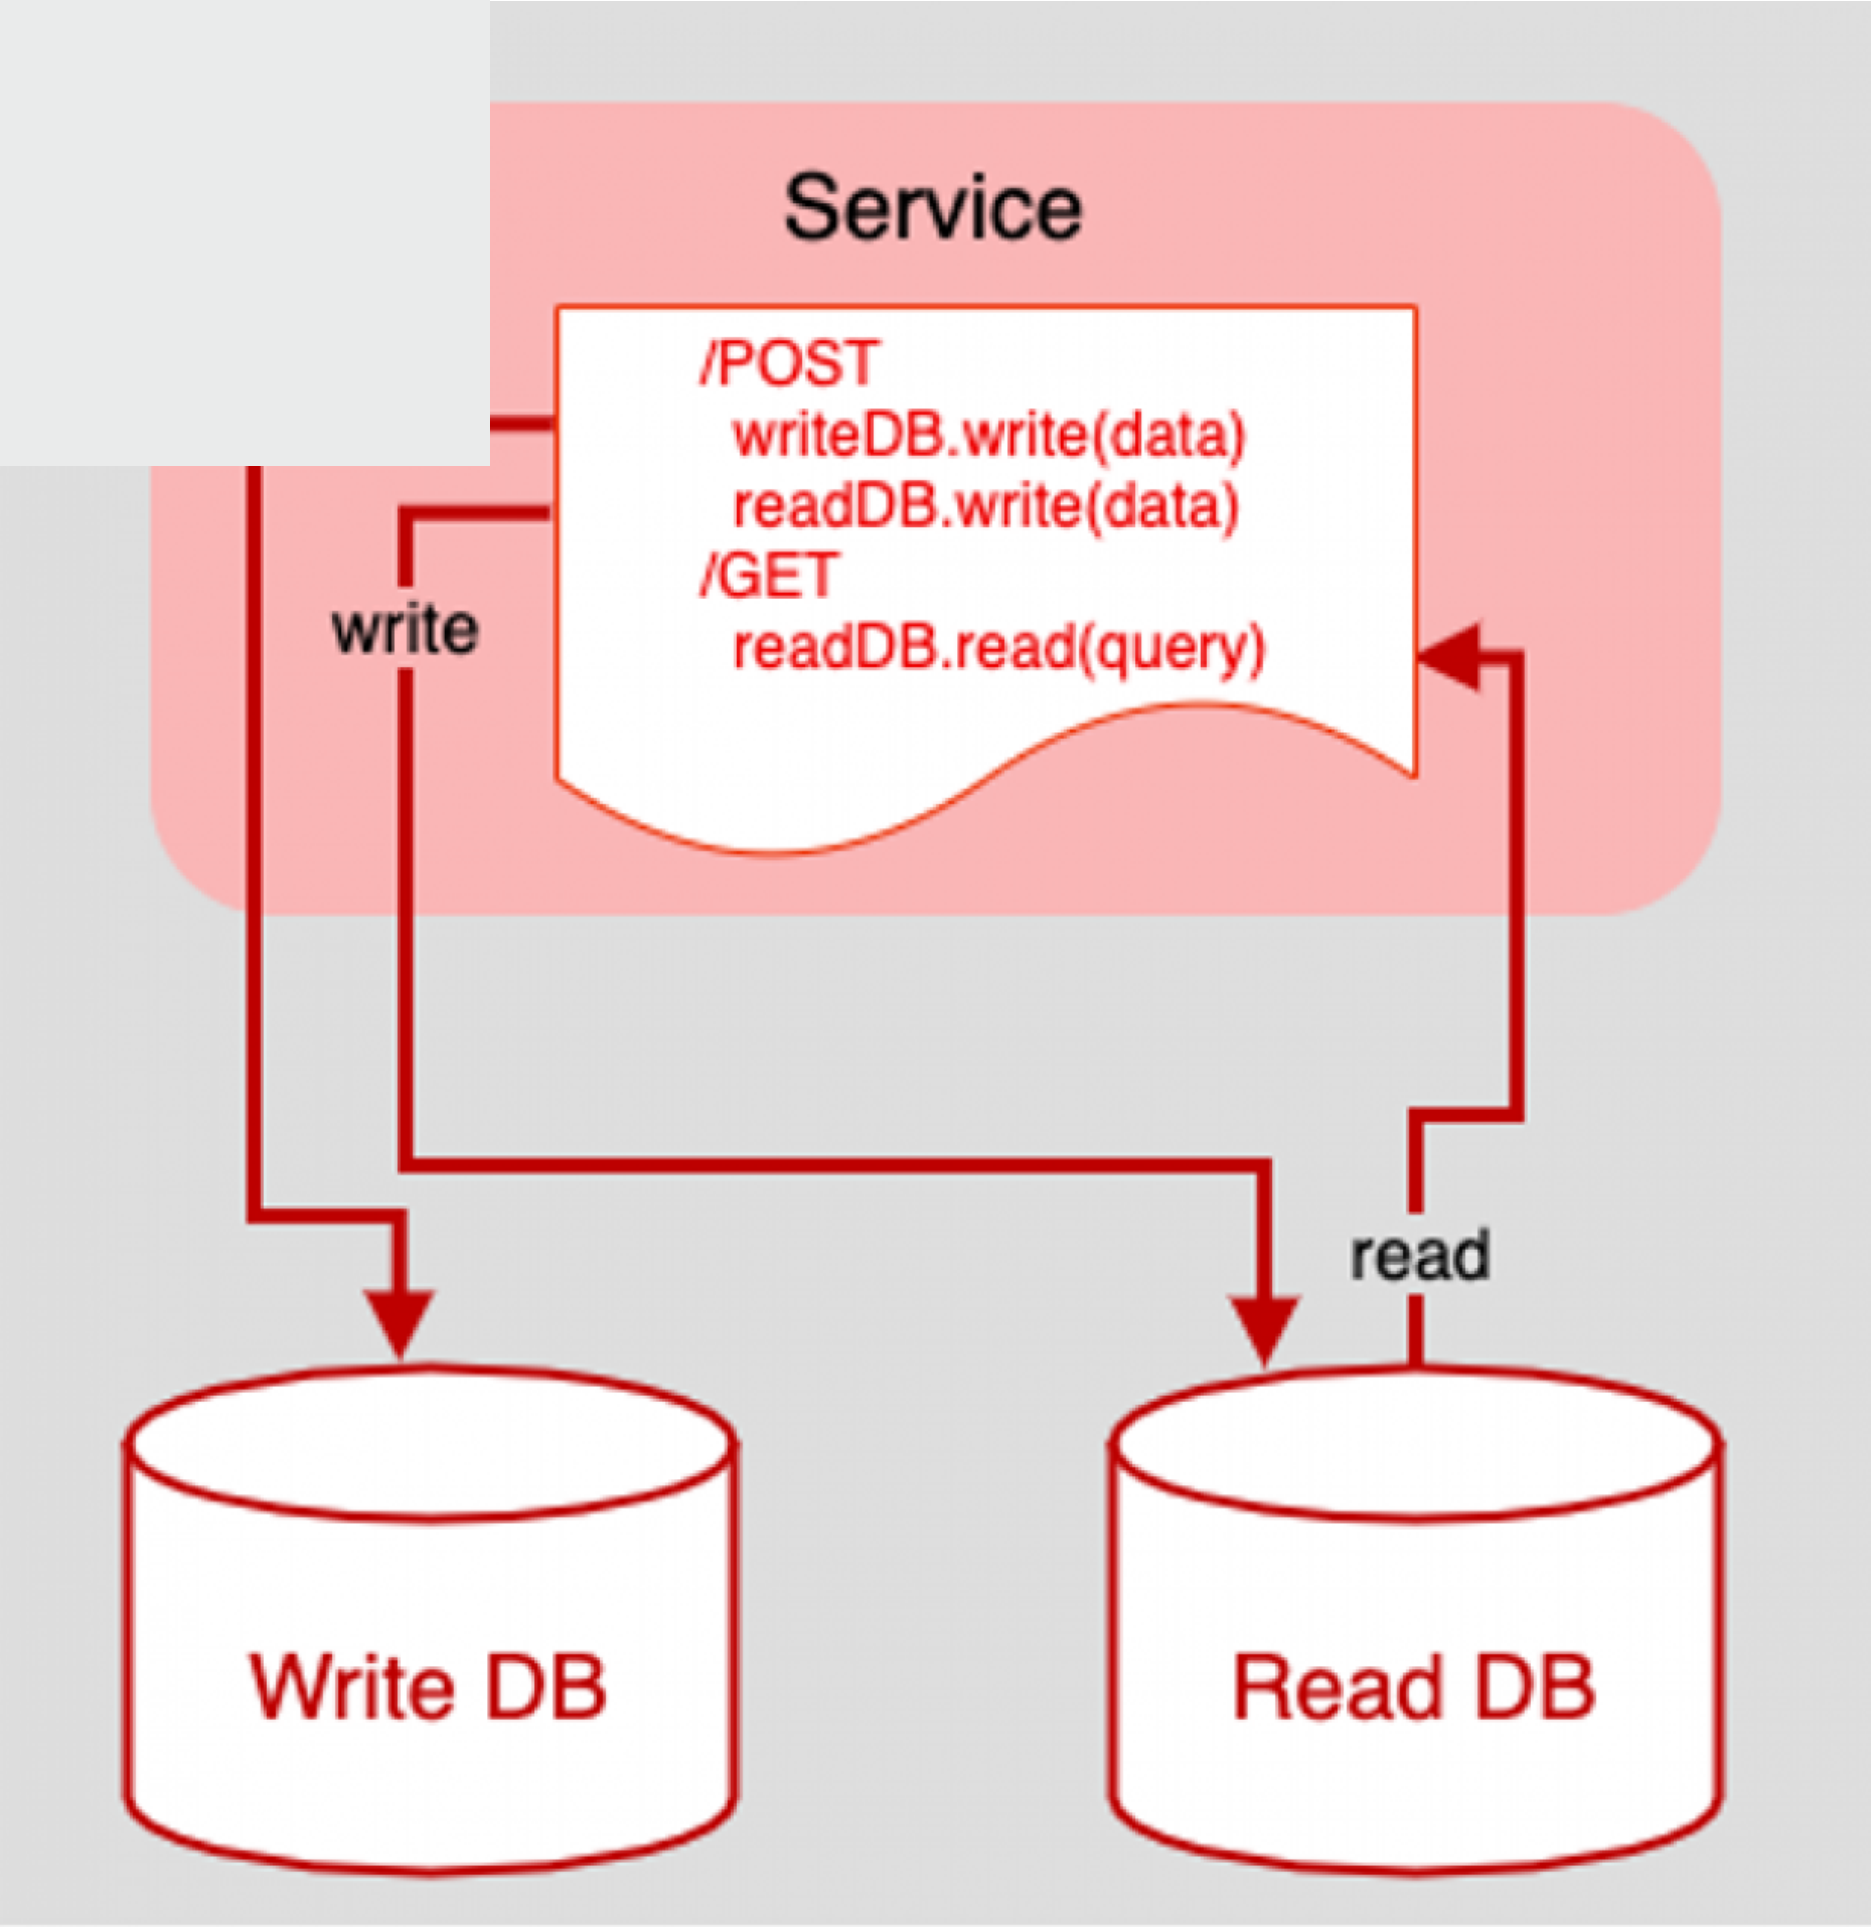 Service
/POST
writeDB.write(data)
readDB.write(data)
/GET
readDB.read(query)
write
read
Write DB
Read DB